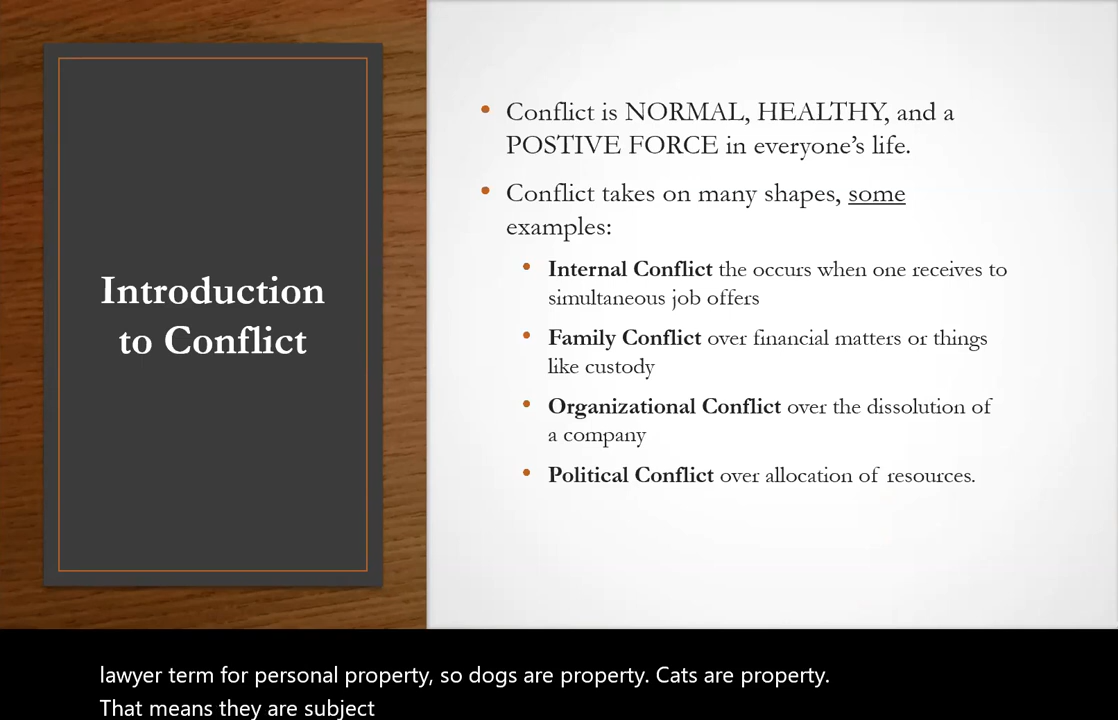 Introduction
to Conflict
• Conflict is NORMAL, HEALTHY, and a
POSTIVE FORCE in everyone’s life.
• Conflict takes on many shapes, some
examples:
• Internal Conflict the occurs when one receives to
simultaneous job offers
• Family Conflict over financial matters or things
like custody
• Organizational Conflict over the dissolution of
a company
• Political Conflict over allocation of resources.
lawyer term for personal property, so dogs are property. Cats are property.
That means they are subject